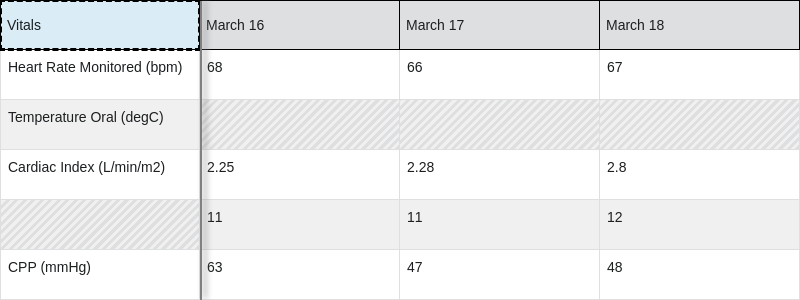 Vitals March 16 March 17 March 18
Heart Rate Monitored (bpm) 68 66 67
Temperature Oral (degC)
Cardiac Index (L/min/m2) 2.25 2.28 2.8
11 11 12
CPP (mmHg) 63 47 48